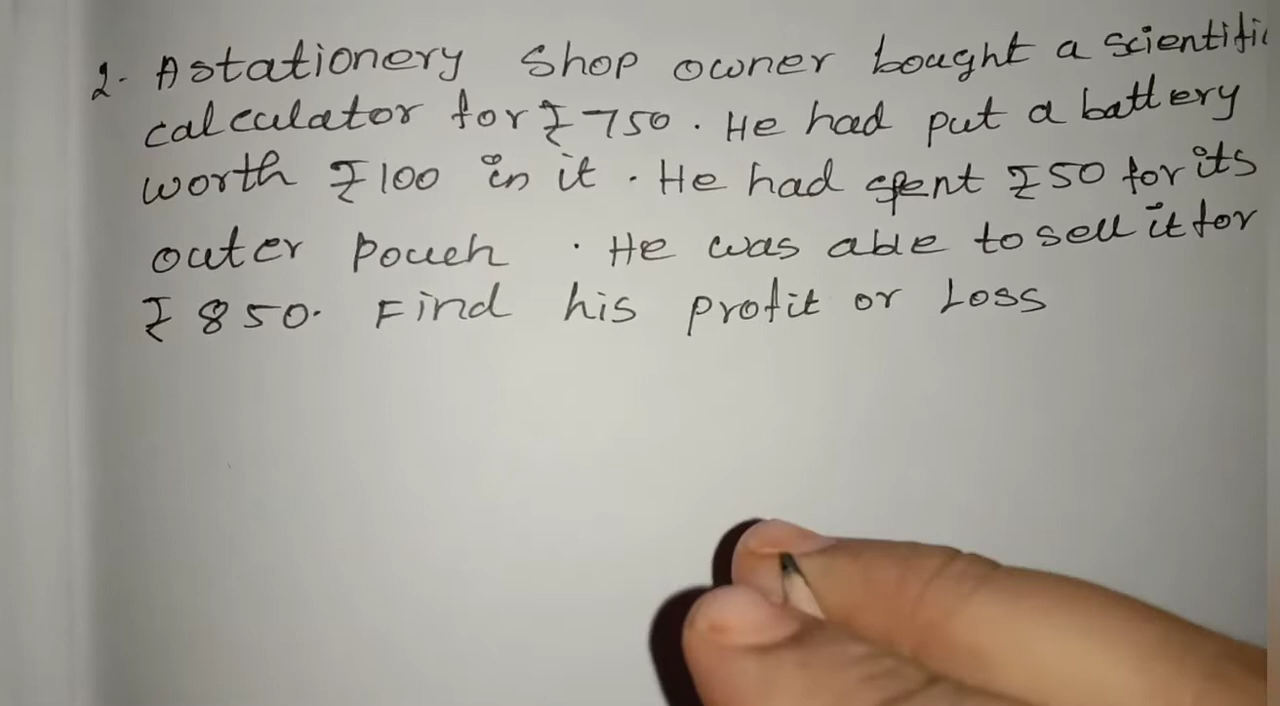 2. A stationery shop owner bought a scientific
calculator for ₹750. He had put a battery
worth ₹100 in it. He had spent ₹50 for its
outer pouch. He was able to sell it for
₹850. Find his profit or Loss